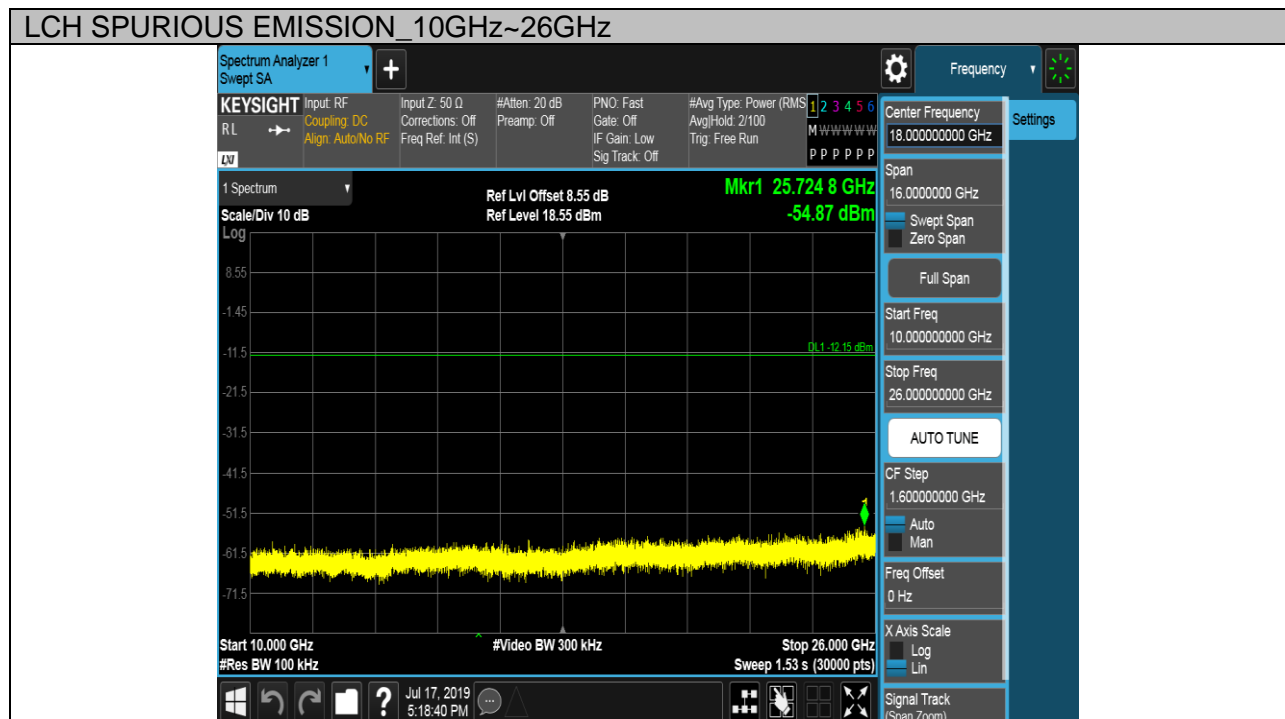 LCH SPURIOUS EMISSION_10GHz~26GHz
Spectrum Analyzer 1
Swept SA
+
Frequency
KEYSIGHT
RL
LXI
Input: RF
Coupling: DC
Align: Auto/No RF
Input Z: 50 Ω
Corrections: Off
Freq Ref: Int (S)
#Atten: 20 dB
Preamp: Off
PNO: Fast
Gate: Off
IF Gain: Low
Sig Track: Off
#Avg Type: Power (RMS
Avg|Hold: 2/100
Trig: Free Run
1 2 3 4 5 6
M W W W W W
P P P P P P
1 Spectrum
Scale/Div 10 dB
Log
Ref Lvl Offset 8.55 dB
Ref Level 18.55 dBm
Mkr1 25.724 8 GHz
-54.87 dBm
8.55
-1.45
-11.5
-21.5
-31.5
-41.5
-51.5
-61.5
-71.5
DL1 -12.15 dBm
1
Start 10.000 GHz
#Res BW 100 kHz
#Video BW 300 kHz
Stop 26.000 GHz
Sweep 1.53 s (30000 pts)
?
Jul 17, 2019
5:18:40 PM
Center Frequency
18.000000000 GHz
Span
16.0000000 GHz
Swept Span
Zero Span
Full Span
Start Freq
10.000000000 GHz
Stop Freq
26.000000000 GHz
AUTO TUNE
CF Step
1.600000000 GHz
Auto
Man
Freq Offset
0 Hz
X Axis Scale
Log
Lin
Signal Track
(Span Zoom)
Settings